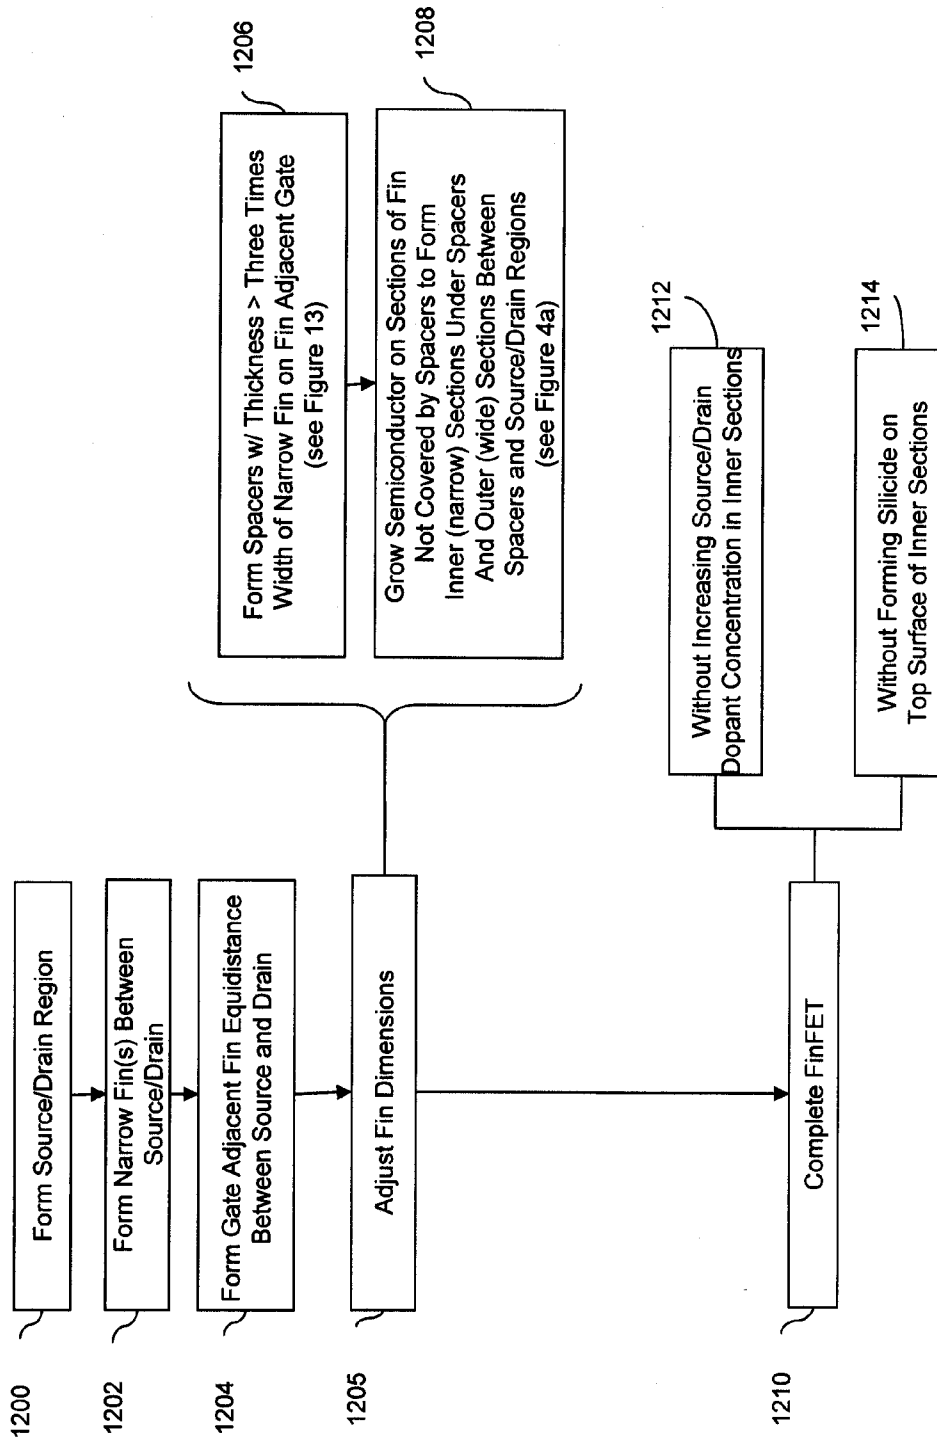 1200
Form Source/Drain Region
1202
Form Narrow Fin(s) Between
Source/Drain
1204
Form Gate Adjacent Fin Equidistance
Between Source and Drain
1205
Adjust Fin Dimensions
1206
Form Spacers w/ Thickness > Three Times
Width of Narrow Fin on Fin Adjacent Gate
(see Figure 13)
1208
Grow Semiconductor on Sections of Fin
Not Covered by Spacers to Form
Inner (narrow) Sections Under Spacers
And Outer (wide) Sections Between
Spacers and Source/Drain Regions
(see Figure 4a)
1210
Complete FinFET
1212
Without Increasing Source/Drain
Dopant Concentration in Inner Sections
1214
Without Forming Silicide on
Top Surface of Inner Sections